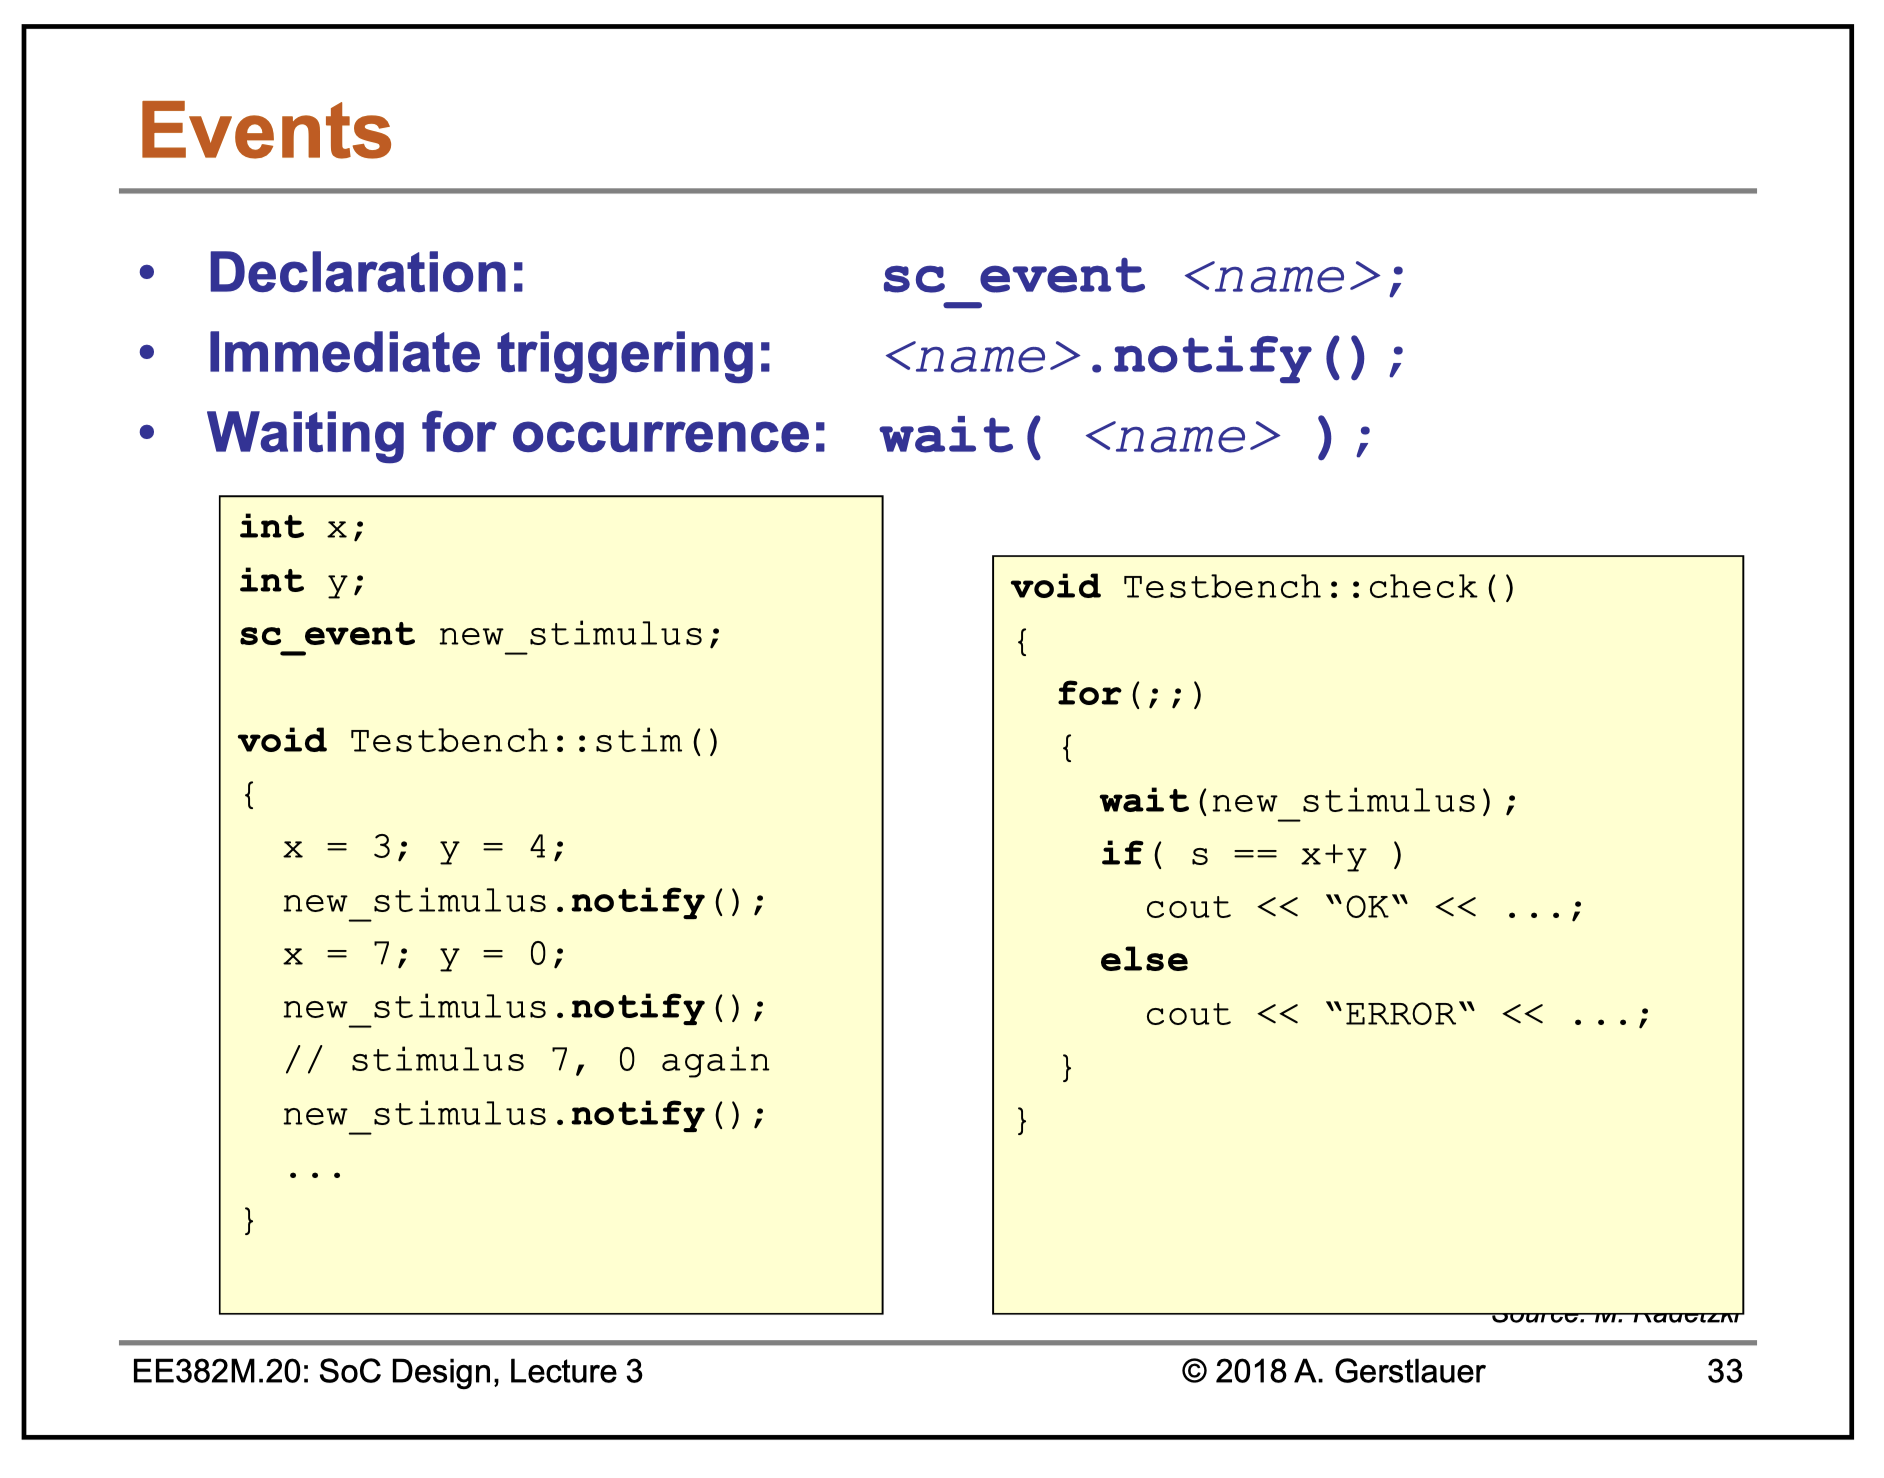 Events
• Declaration: sc_event <name>;
• Immediate triggering: <name>.notify();
• Waiting for occurrence: wait( <name> );
int x;
int y;
sc_event new_stimulus;
void Testbench::stim()
{
x = 3; y = 4;
new_stimulus.notify();
x = 7; y = 0;
new_stimulus.notify();
// stimulus 7, 0 again
new_stimulus.notify();
...
}
void Testbench::check()
{
for(;;)
{
wait(new_stimulus);
if( s == x+y )
cout << “OK“ << ...;
else
cout << “ERROR“ << ...;
}
}
Source: M. Radetzki
EE382M.20: SoC Design, Lecture 3
© 2018 A. Gerstlauer
33